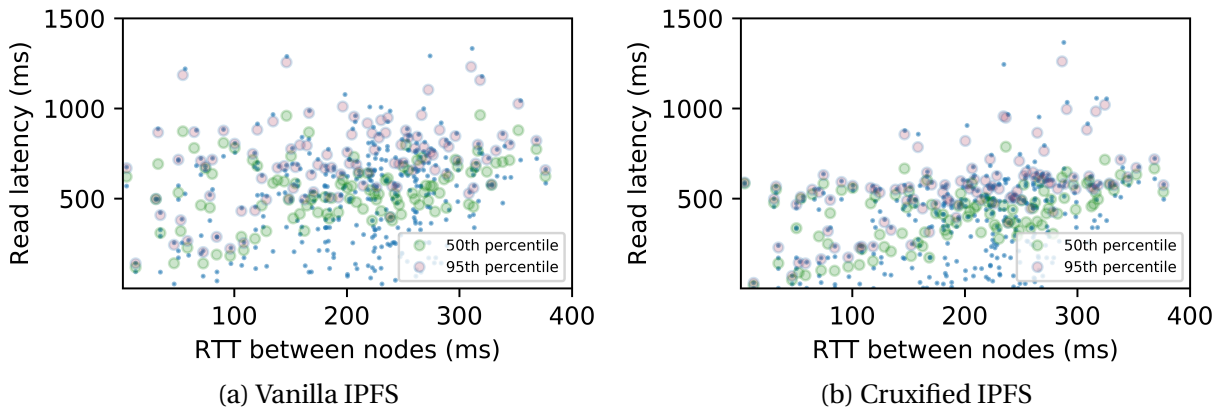 1500
1000
500
Read latency (ms)
50th percentile
95th percentile
100 200 300 400
RTT between nodes (ms)
(a) Vanilla IPFS
1500
1000
500
Read latency (ms)
50th percentile
95th percentile
100 200 300 400
RTT between nodes (ms)
(b) Cruxified IPFS